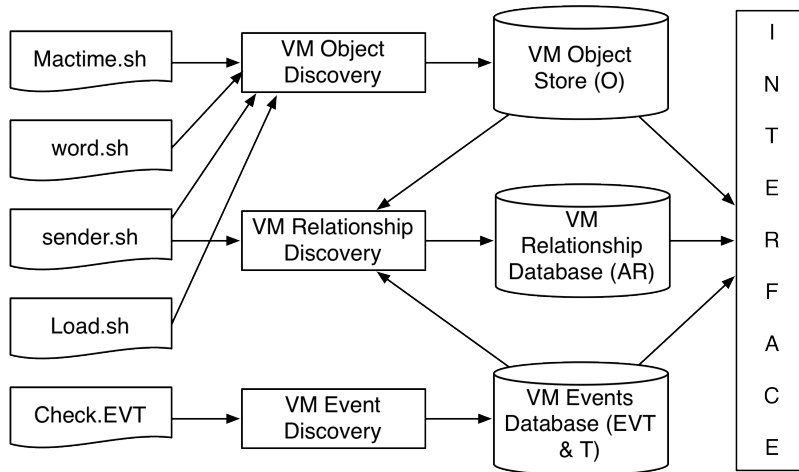 Mactime.sh
word.sh
sender.sh
Load.sh
Check.EVT
VM Object
Discovery
VM Relationship
Discovery
VM Event
Discovery
VM Object
Store (O)
VM
Relationship
Database (AR)
VM Events
Database (EVT
& T)
I
N
T
E
R
F
A
C
E